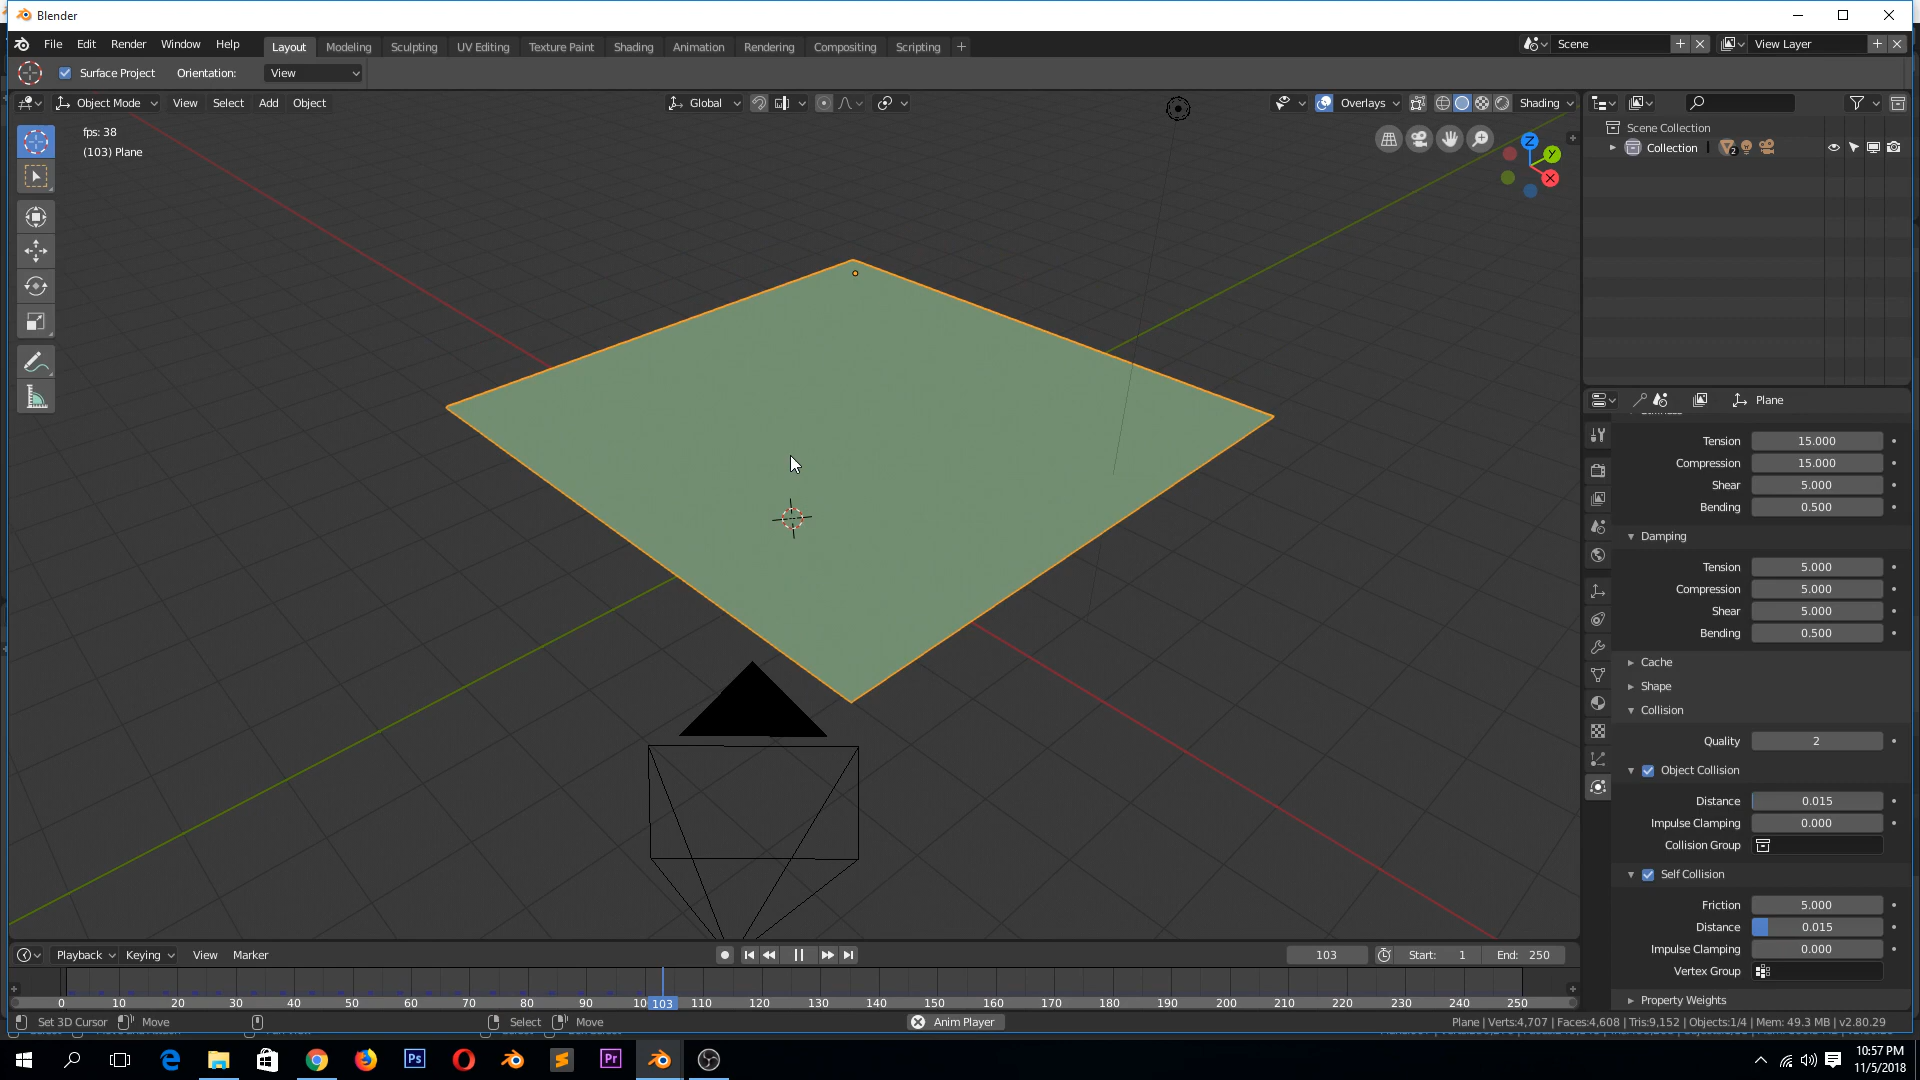 Blender
File Edit Render Window Help
Layout Modeling Sculpting UV Editing Texture Paint Shading Animation Rendering Compositing Scripting +
Scene
View Layer
Surface Project Orientation: View
Object Mode View Select Add Object
Global
Overlays
Shading
fps: 38
(103) Plane
Z
Y
X
Scene Collection
Collection
2
Plane
Tension 15.000
Compression 15.000
Shear 5.000
Bending 0.500
Damping
Tension 5.000
Compression 5.000
Shear 5.000
Bending 0.500
Cache
Shape
Collision
Quality 2
Object Collision
Distance 0.015
Impulse Clamping 0.000
Collision Group
Self Collision
Friction 5.000
Distance 0.015
Impulse Clamping 0.000
Vertex Group
Property Weights
Playback Keying View Marker
103
Start: 1
End: 250
0 10 20 30 40 50 60 70 80 90 10 103 110 120 130 140 150 160 170 180 190 200 210 220 230 240 250
Set 3D Cursor Move Select Move Anim Player
Plane | Verts:4,707 | Faces:4,608 | Tris:9,152 | Objects:1/4 | Mem: 49.3 MB | v2.80.29
Ps
Pr
10:57 PM
11/5/2018